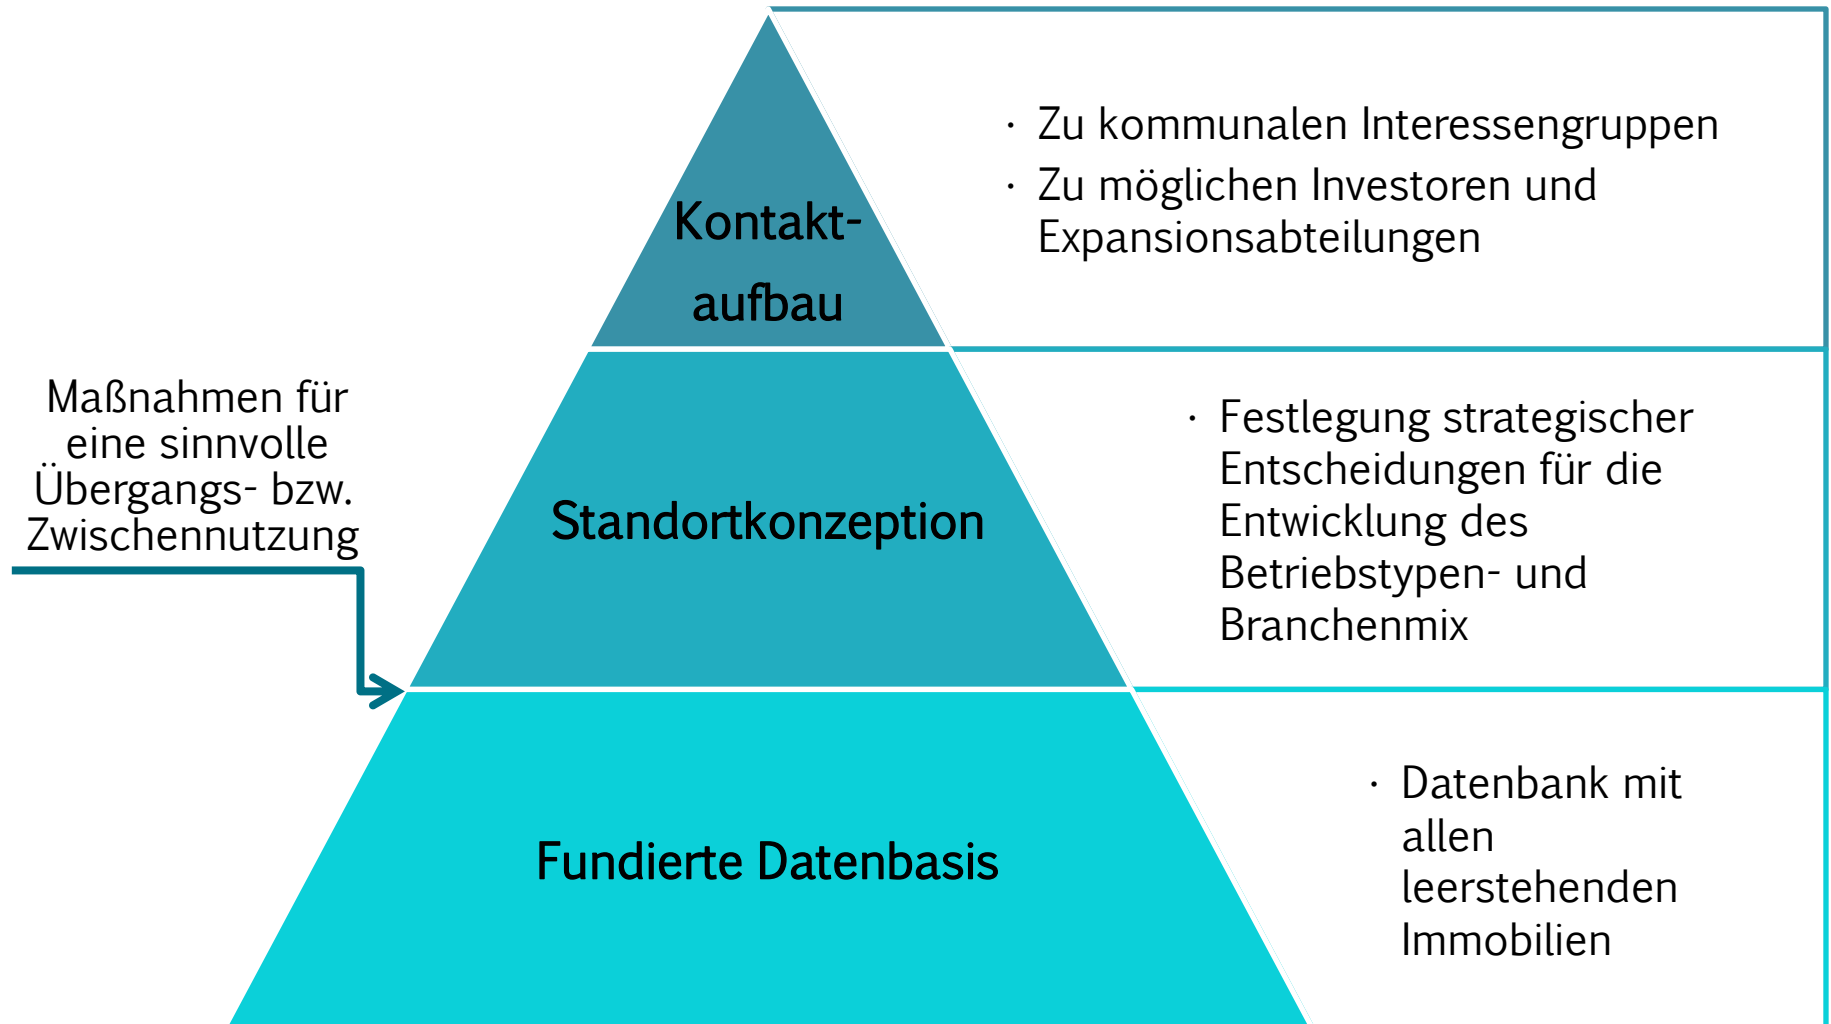 Kontakt-
aufbau
· Zu kommunalen Interessengruppen
· Zu möglichen Investoren und
Expansionsabteilungen
Maßnahmen für
eine sinnvolle
Übergangs- bzw.
Zwischennutzung
Standortkonzeption
· Festlegung strategischer
Entscheidungen für die
Entwicklung des
Betriebstypen- und
Branchenmix
Fundierte Datenbasis
· Datenbank mit
allen
leerstehenden
Immobilien